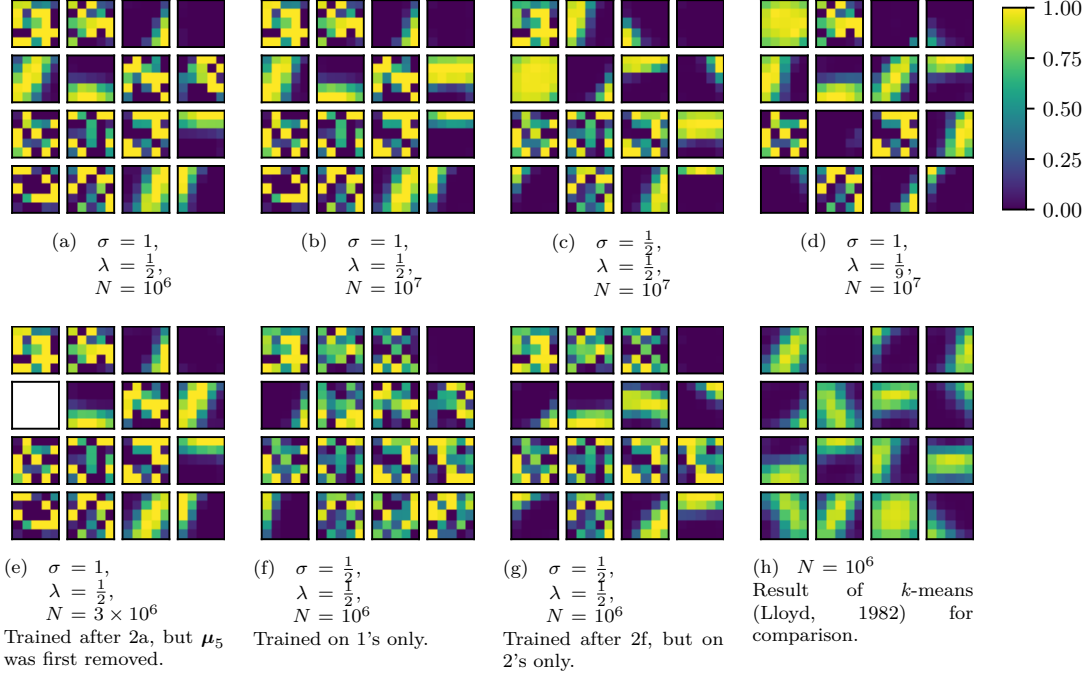 1.00
0.75
0.50
0.25
0.00
(a) σ = 1,
λ = 1/2,
N = 10^6
(b) σ = 1,
λ = 1/2,
N = 10^7
(c) σ = 1/2,
λ = 1/2,
N = 10^7
(d) σ = 1,
λ = 1/9,
N = 10^7
(e) σ = 1,
λ = 1/2,
N = 3 × 10^6
Trained after 2a, but μ_5
was first removed.
(f) σ = 1/2,
λ = 1/2,
N = 10^6
Trained on 1's only.
(g) σ = 1/2,
λ = 1/2,
N = 10^6
Trained after 2f, but on
2's only.
(h) N = 10^6
Result of k-means
(Lloyd, 1982) for
comparison.